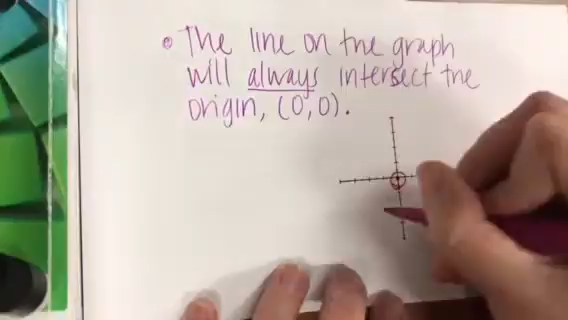 • The line on the graph
will always intersect the
origin, (0,0).